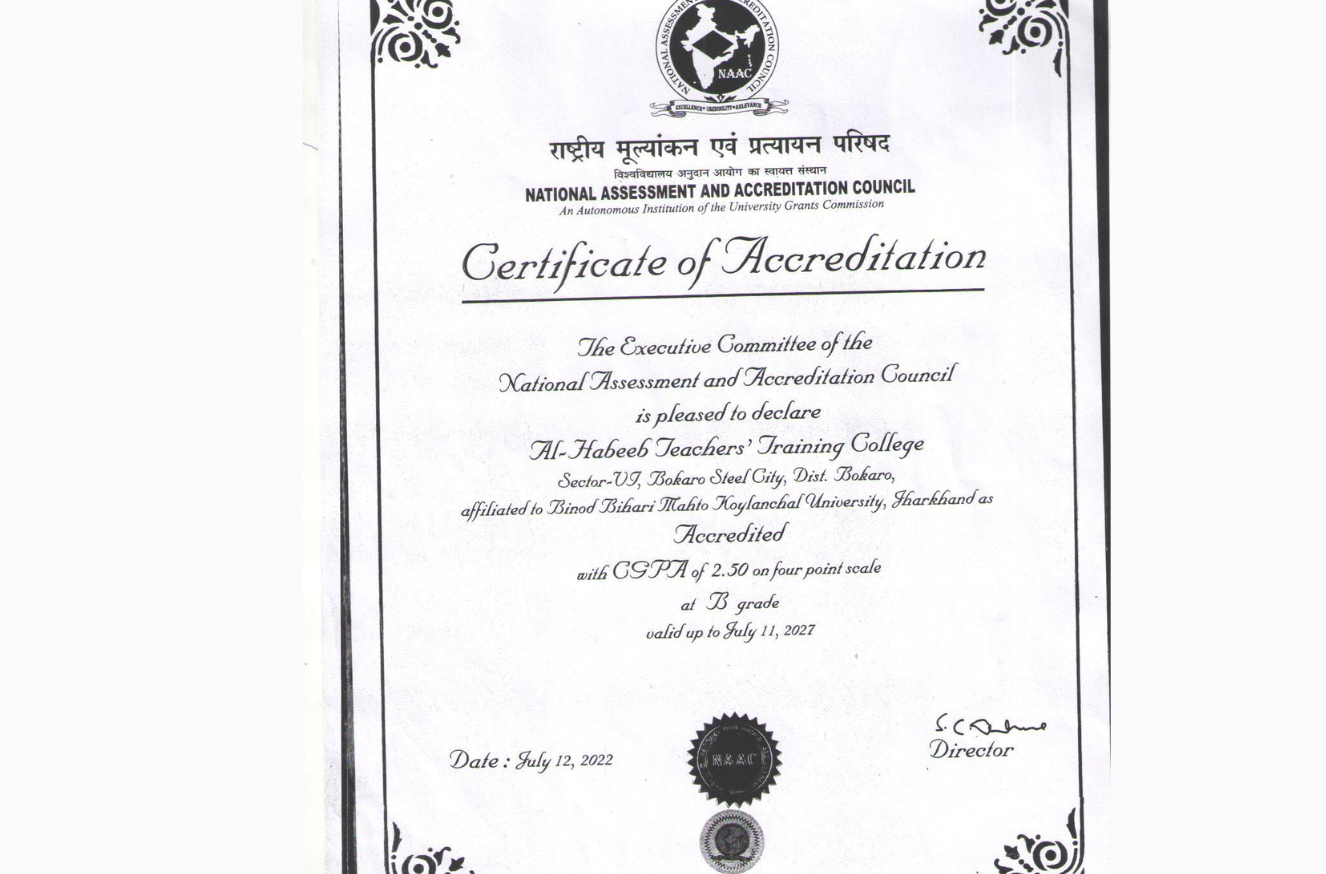 NATIONAL ASSESSMENT ACCREDITATION COUNCIL
NAAC
EXCELLENCE • CREDIBILITY • RELEVANCE
राष्ट्रीय मूल्यांकन एवं प्रत्यायन परिषद
विश्वविद्यालय अनुदान आयोग का स्वायत्त संस्थान
NATIONAL ASSESSMENT AND ACCREDITATION COUNCIL
An Autonomous Institution of the University Grants Commission
Certificate of Accreditation
The Executive Committee of the
National Assessment and Accreditation Council
is pleased to declare
Al-Habeeb Teachers' Training College
Sector-VI, Bokaro Steel City, Dist. Bokaro,
affiliated to Binod Bihari Mahto Koylanchal University, Jharkhand as
Accredited
with CGPA of 2.50 on four point scale
at B grade
valid up to July 11, 2027
Date : July 12, 2022
NAAC
S. C.
Director